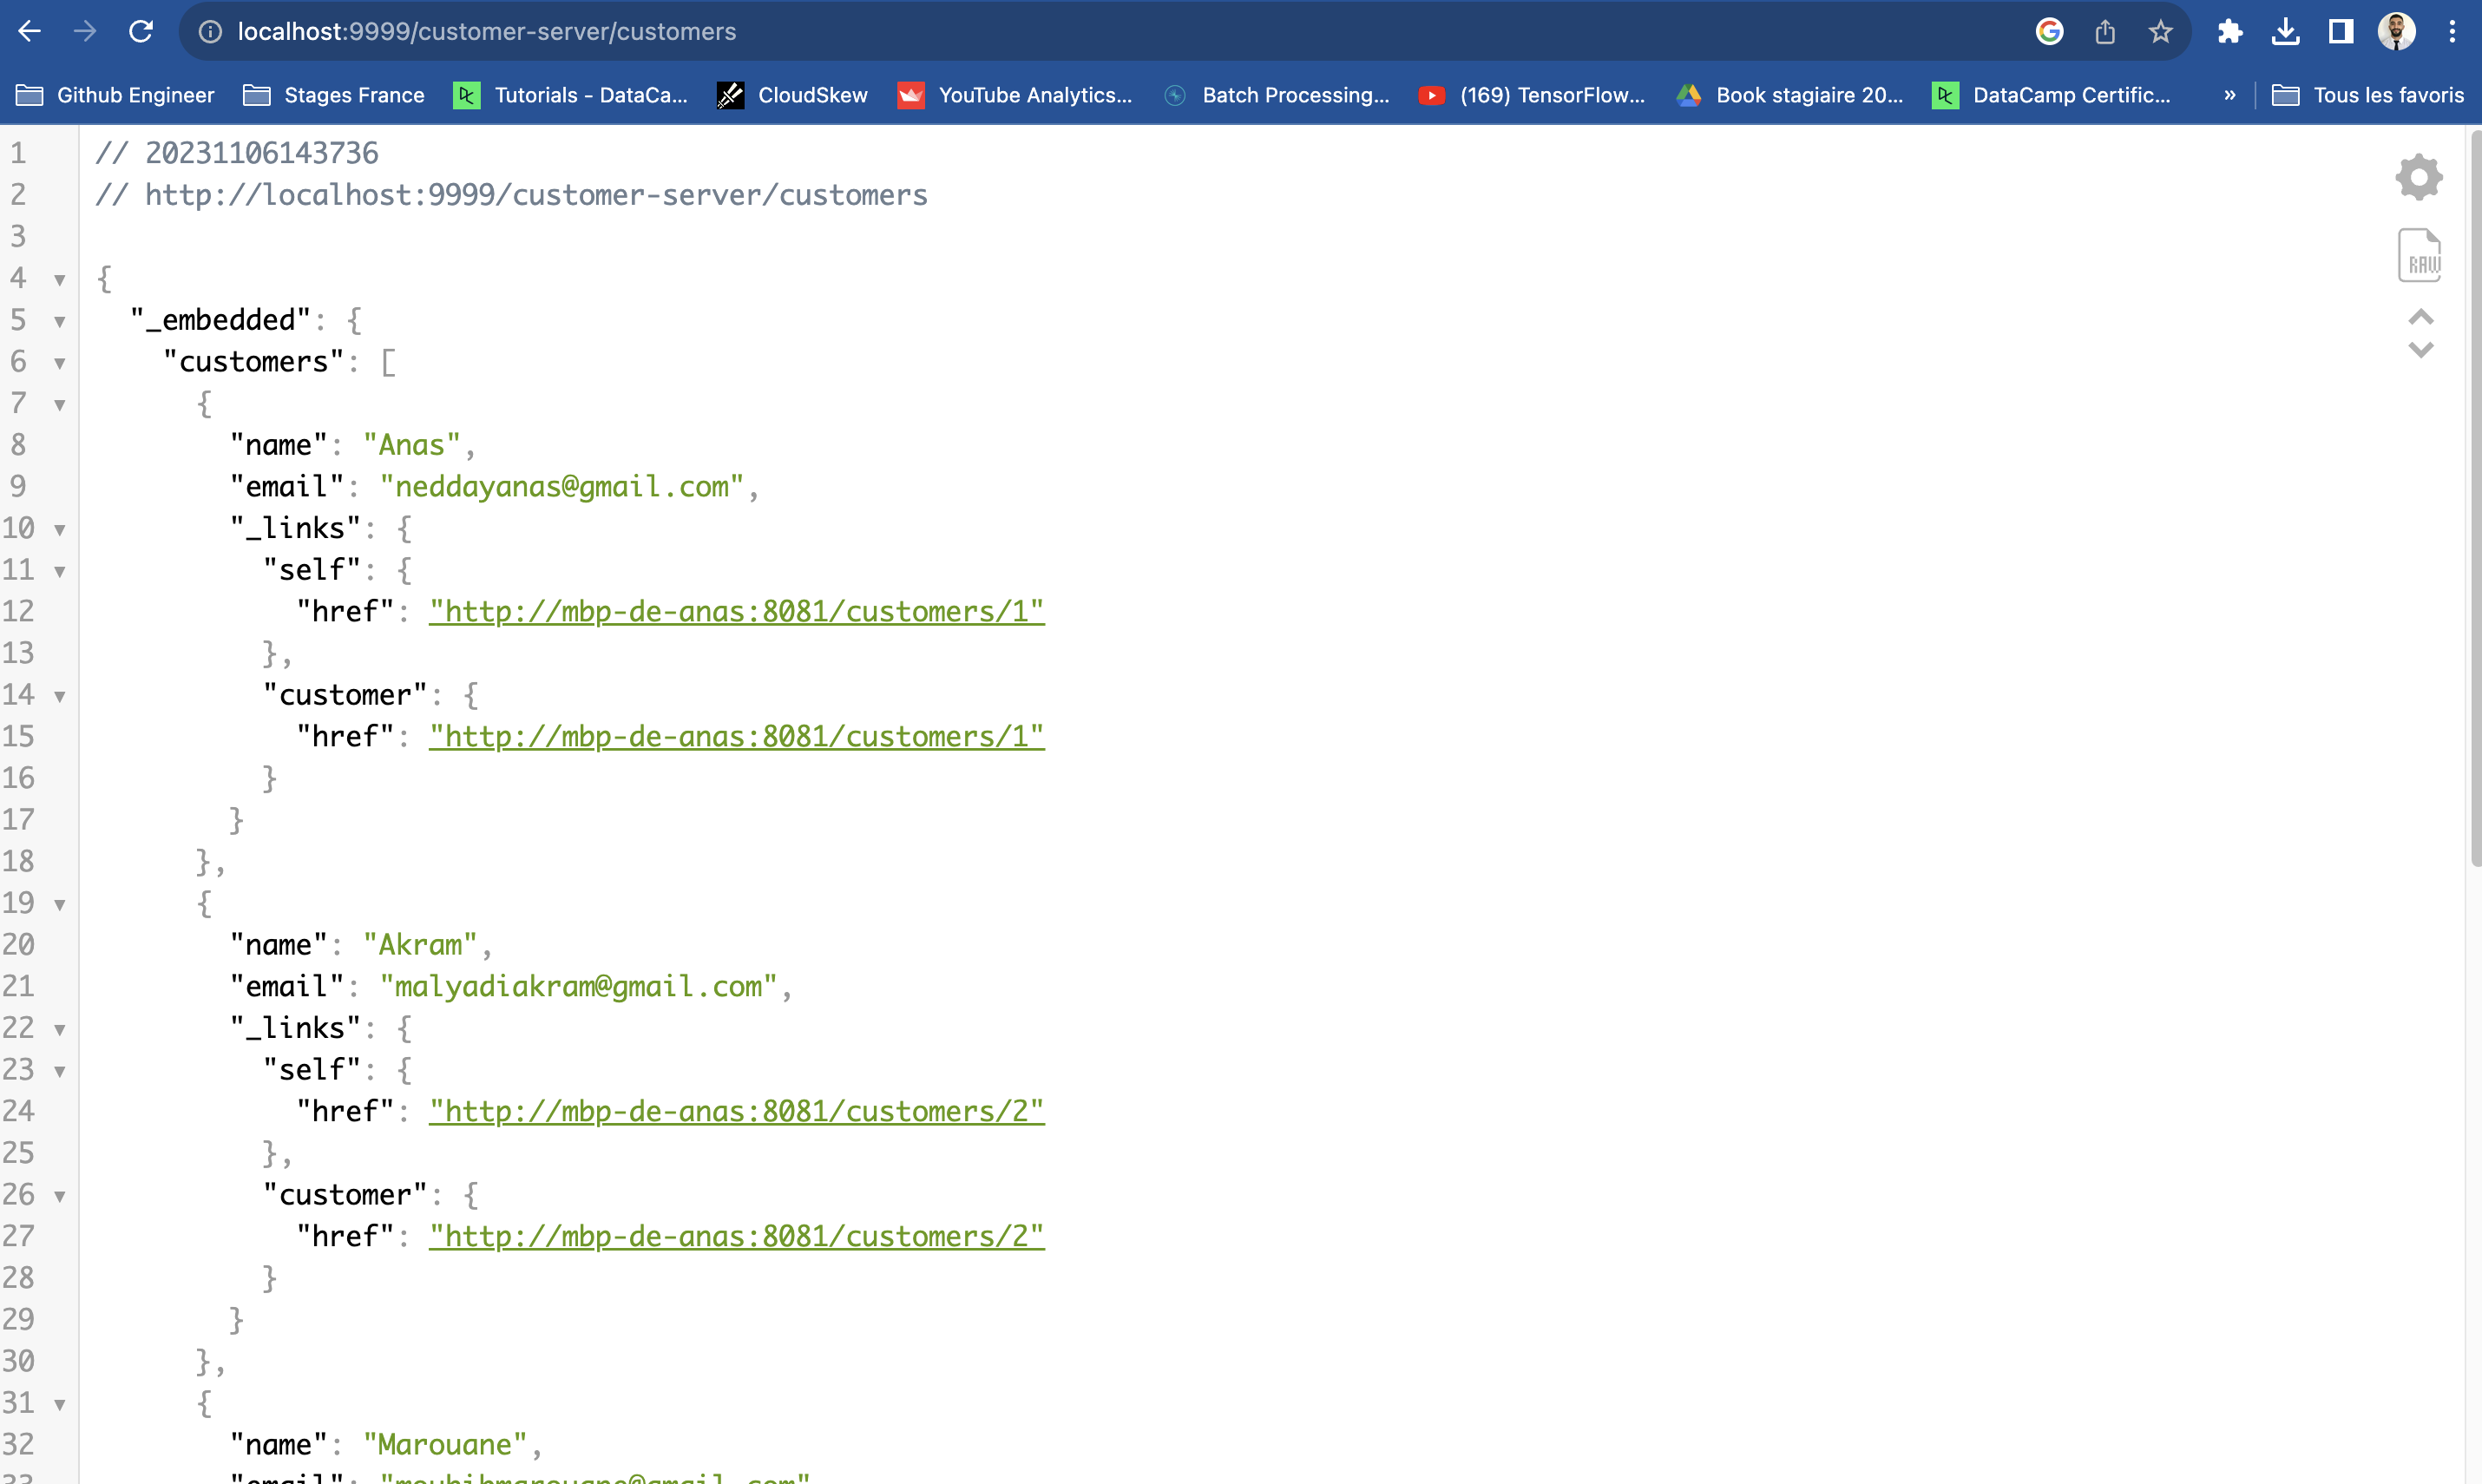 localhost:9999/customer-server/customers
Github Engineer Stages France Tutorials - DataCa... CloudSkew YouTube Analytics... Batch Processing... (169) TensorFlow... Book stagiaire 20... DataCamp Certific... » Tous les favoris
1 // 20231106143736
2 // http://localhost:9999/customer-server/customers
3
RAW
4 {
5 "_embedded": {
6 "customers": [
7 {
8 "name": "Anas",
9 "email": "neddayanas@gmail.com",
10 "_links": {
11 "self": {
12 "href": "http://mbp-de-anas:8081/customers/1"
13 },
14 "customer": {
15 "href": "http://mbp-de-anas:8081/customers/1"
16 }
17 }
18 },
19 {
20 "name": "Akram",
21 "email": "malyadiakram@gmail.com",
22 "_links": {
23 "self": {
24 "href": "http://mbp-de-anas:8081/customers/2"
25 },
26 "customer": {
27 "href": "http://mbp-de-anas:8081/customers/2"
28 }
29 }
30 },
31 {
32 "name": "Marouane",
33 "email":